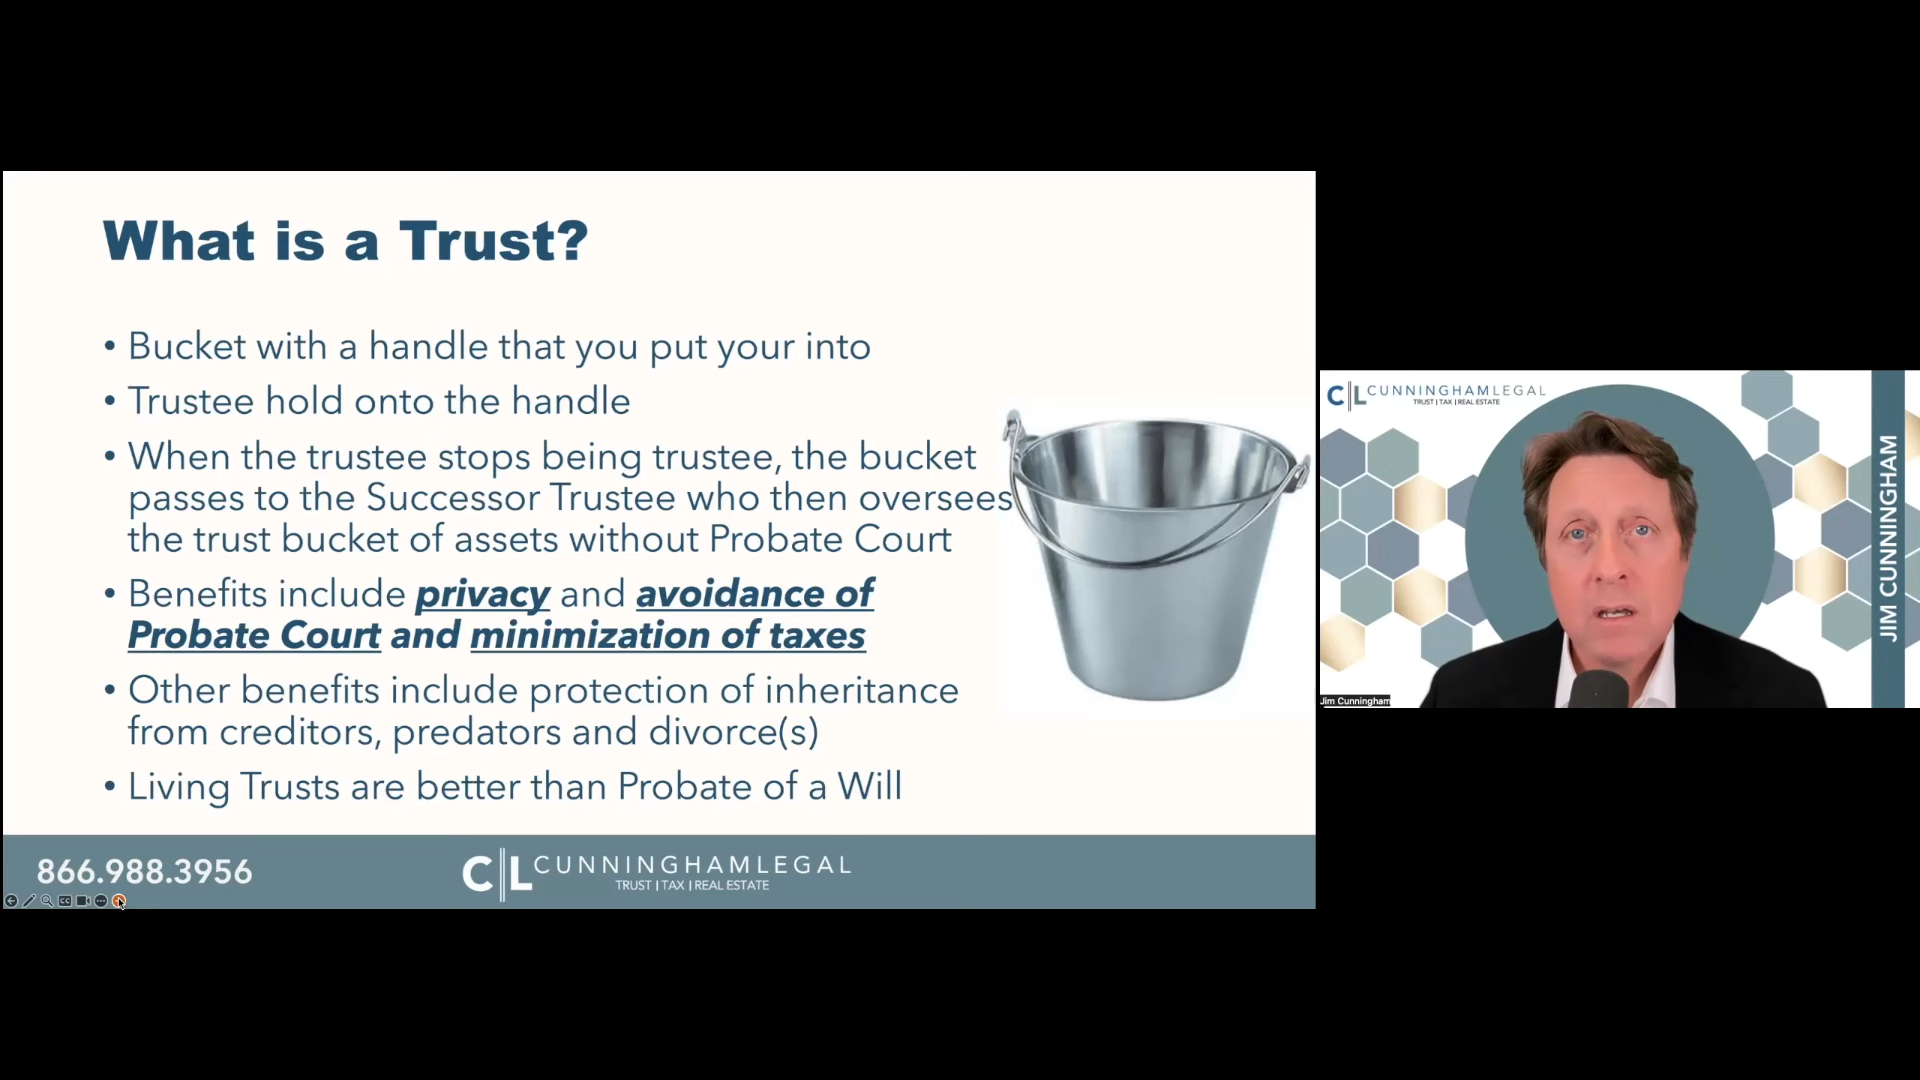 What is a Trust?
• Bucket with a handle that you put your into
• Trustee hold onto the handle
• When the trustee stops being trustee, the bucket
passes to the Successor Trustee who then oversees
the trust bucket of assets without Probate Court
• Benefits include privacy and avoidance of
Probate Court and minimization of taxes
• Other benefits include protection of inheritance
from creditors, predators and divorce(s)
• Living Trusts are better than Probate of a Will
866.988.3956
CL CUNNINGHAMLEGAL
TRUST | TAX | REAL ESTATE
CC
CL CUNNINGHAMLEGAL
TRUST | TAX | REAL ESTATE
JIM CUNNINGHAM
Jim Cunningham